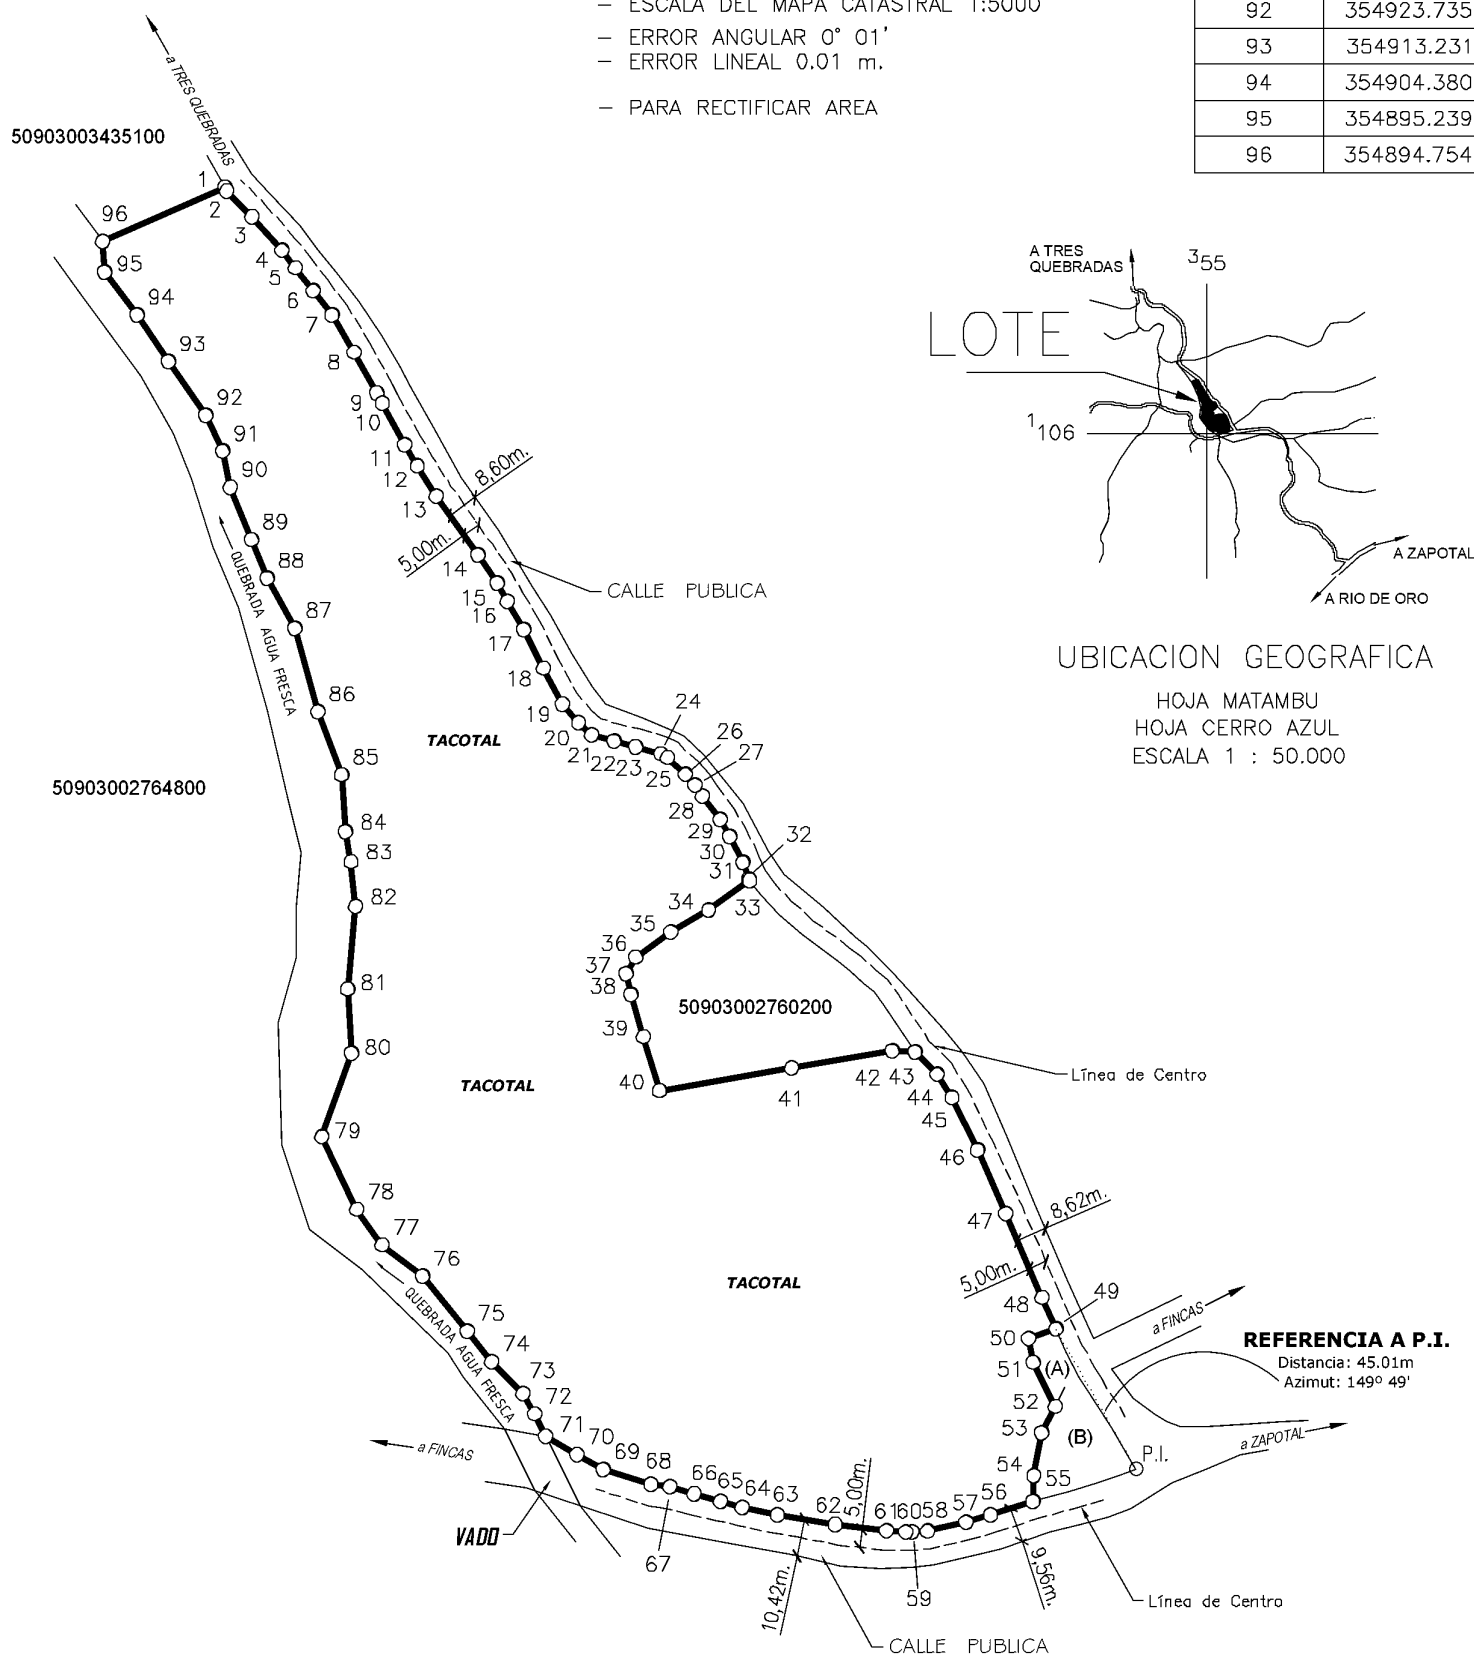 — ESCALA DEL MAPA CATASTRAL 1:5000
— ERROR ANGULAR 0° 01'
— ERROR LINEAL 0.01 m.
— PARA RECTIFICAR AREA
92 354923.735
93 354913.231
94 354904.380
95 354895.239
96 354894.754
a TRES QUEBRADAS
50903003435100
1
2
3
4
5
6
7
8
9
10
11
12
13
8,60m.
5,00m.
14
15
16
17
18
19
20
21
22
23
24
25
26
27
28
29
30
31
32
33
34
35
36
37
38
39
40
41
42
43
44
45
46
47
48
49
50
51
52
53
54
55
56
57
58
59
60
61
62
63
64
65
66
67
68
69
70
71
72
73
74
75
76
77
78
79
80
81
82
83
84
85
86
87
88
89
90
91
92
93
94
95
96
CALLE PUBLICA
QUEBRADA AGUA FRESCA
TACOTAL
50903002764800
50903002760200
TACOTAL
Línea de Centro
TACOTAL
8,62m.
5,00m.
a FINCAS
REFERENCIA A P.I.
Distancia: 45.01m
Azimut: 149º 49'
(A)
(B)
P.I.
a ZAPOTAL
QUEBRADA AGUA FRESCA
a FINCAS
VADO
5,00m.
10,42m.
9,56m.
Línea de Centro
CALLE PUBLICA
A TRES
QUEBRADAS
355
LOTE
1106
A ZAPOTAL
A RIO DE ORO
UBICACION GEOGRAFICA
HOJA MATAMBU
HOJA CERRO AZUL
ESCALA 1 : 50.000